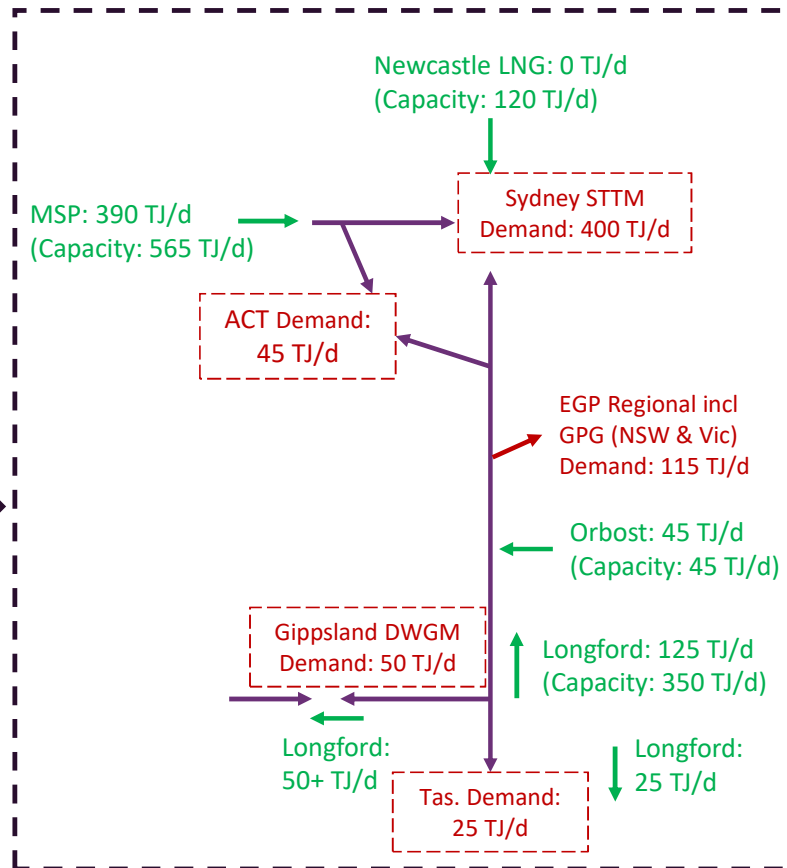 Newcastle LNG: 0 TJ/d
(Capacity: 120 TJ/d)
MSP: 390 TJ/d
(Capacity: 565 TJ/d)
Sydney STTM
Demand: 400 TJ/d
ACT Demand:
45 TJ/d
EGP Regional incl
GPG (NSW & Vic)
Demand: 115 TJ/d
Orbost: 45 TJ/d
(Capacity: 45 TJ/d)
Gippsland DWGM
Demand: 50 TJ/d
Longford: 125 TJ/d
(Capacity: 350 TJ/d)
Longford:
50+ TJ/d
Longford:
25 TJ/d
Tas. Demand:
25 TJ/d